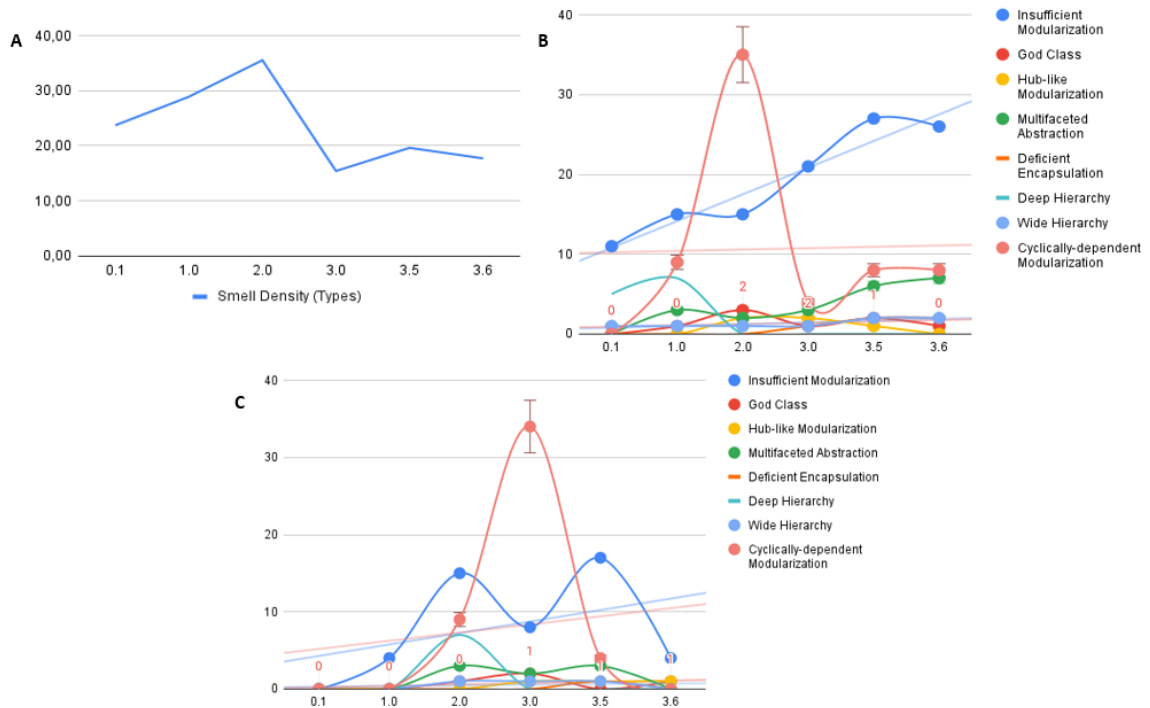 A
40,00
30,00
20,00
10,00
0,00
0.1 1.0 2.0 3.0 3.5 3.6
Smell Density (Types)
B
40
30
20
10
0
0 0 2 2 1 0
0.1 1.0 2.0 3.0 3.5 3.6
Insufficient
Modularization
God Class
Hub-like
Modularization
Multifaceted
Abstraction
Deficient
Encapsulation
Deep Hierarchy
Wide Hierarchy
Cyclically-dependent
Modularization
C
40
30
20
10
0
0 0 0 1 1 1
0.1 1.0 2.0 3.0 3.5 3.6
Insufficient Modularization
God Class
Hub-like Modularization
Multifaceted Abstraction
Deficient Encapsulation
Deep Hierarchy
Wide Hierarchy
Cyclically-dependent
Modularization